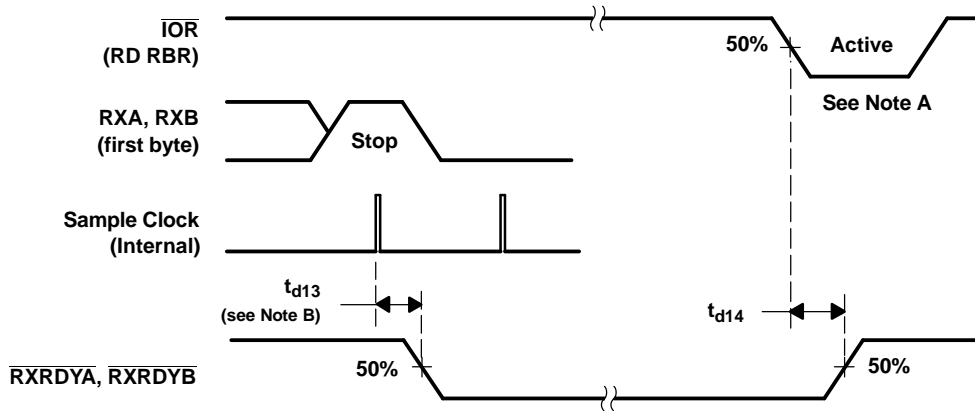 IOR
(RD RBR)
50%
Active
See Note A
RXA, RXB
(first byte)
Stop
Sample Clock
(Internal)
td13
(see Note B)
td14
RXRDYA, RXRDYB
50%
50%